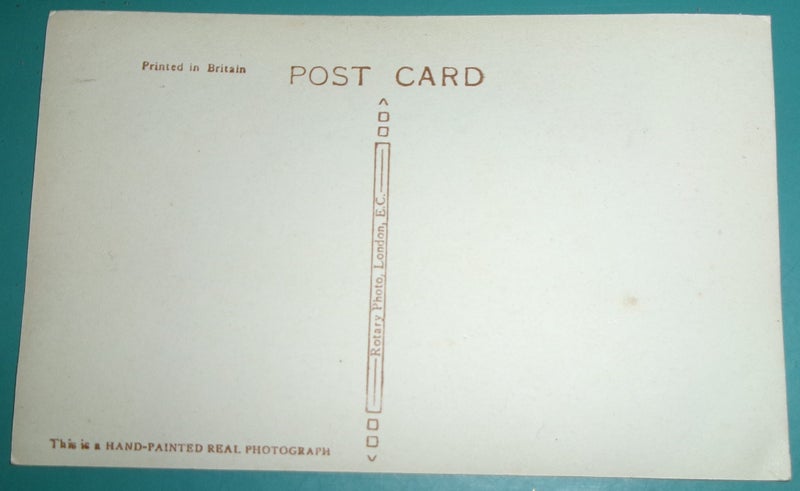 Printed in Britain
POST CARD
Rotary Photo, London, E.C.
This is a HAND-PAINTED REAL PHOTOGRAPH